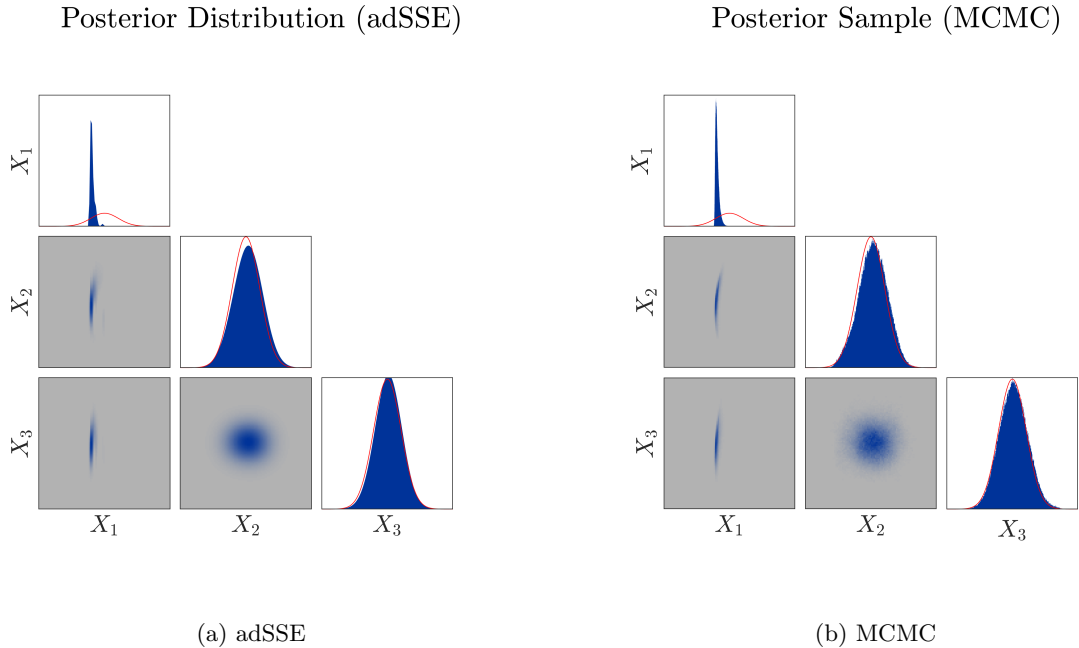 Posterior Distribution (adSSE)
X₁
X₂
X₃
X₁ X₂ X₃
(a) adSSE
Posterior Sample (MCMC)
X₁
X₂
X₃
X₁ X₂ X₃
(b) MCMC